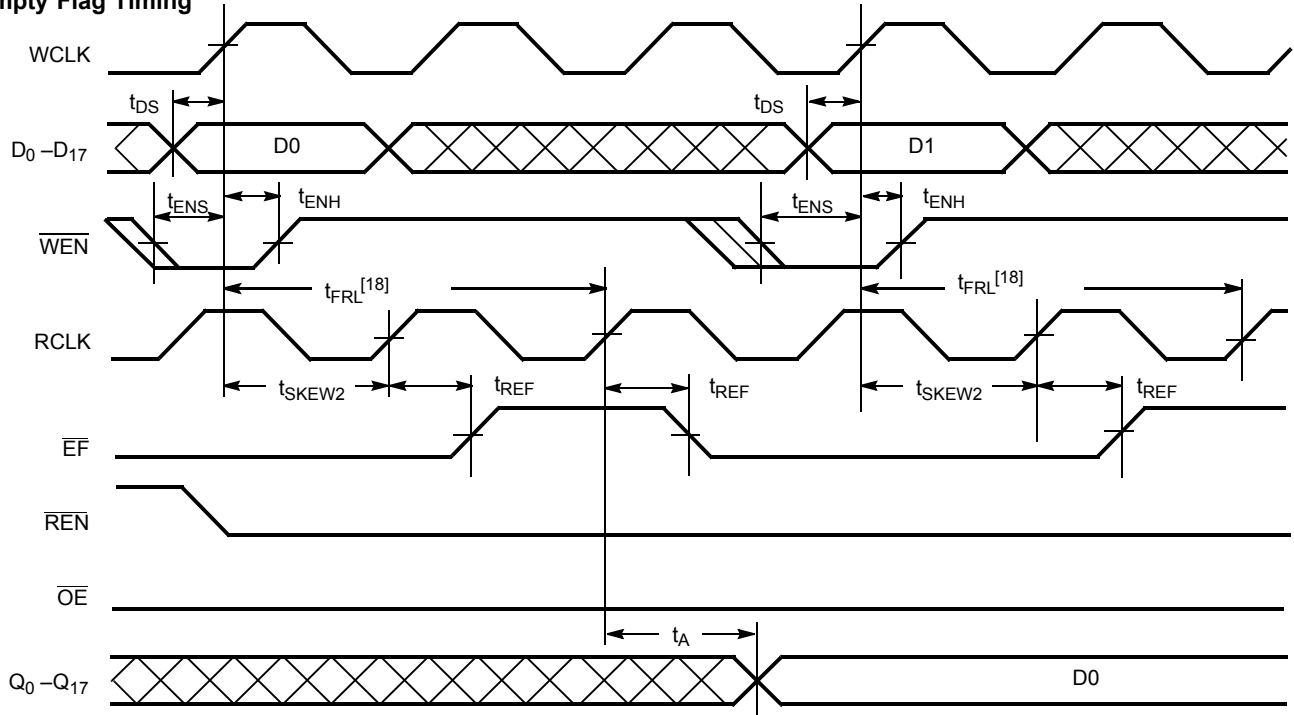 mpty Flag Timing
WCLK
tDS tDS
D0 –D17 D0 D1
tENS tENH tENS tENH
WEN
tFRL[18] tFRL[18]
RCLK
tSKEW2 tREF tREF tSKEW2 tREF
EF
REN
OE
tA
Q0 –Q17 D0